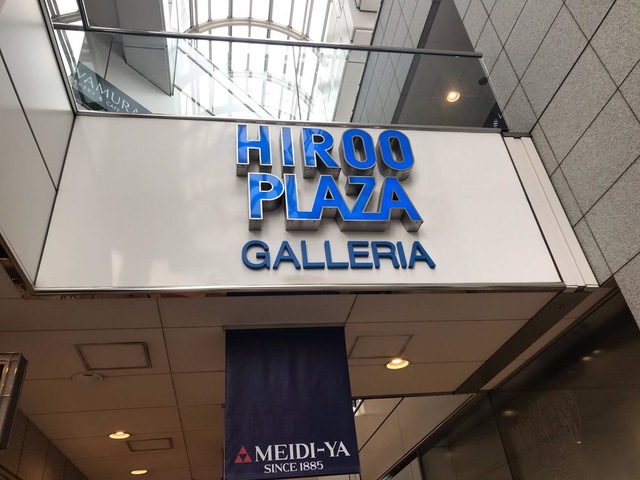 HIROO
PLAZA
GALLERIA
MEIDI-YA
SINCE 1885